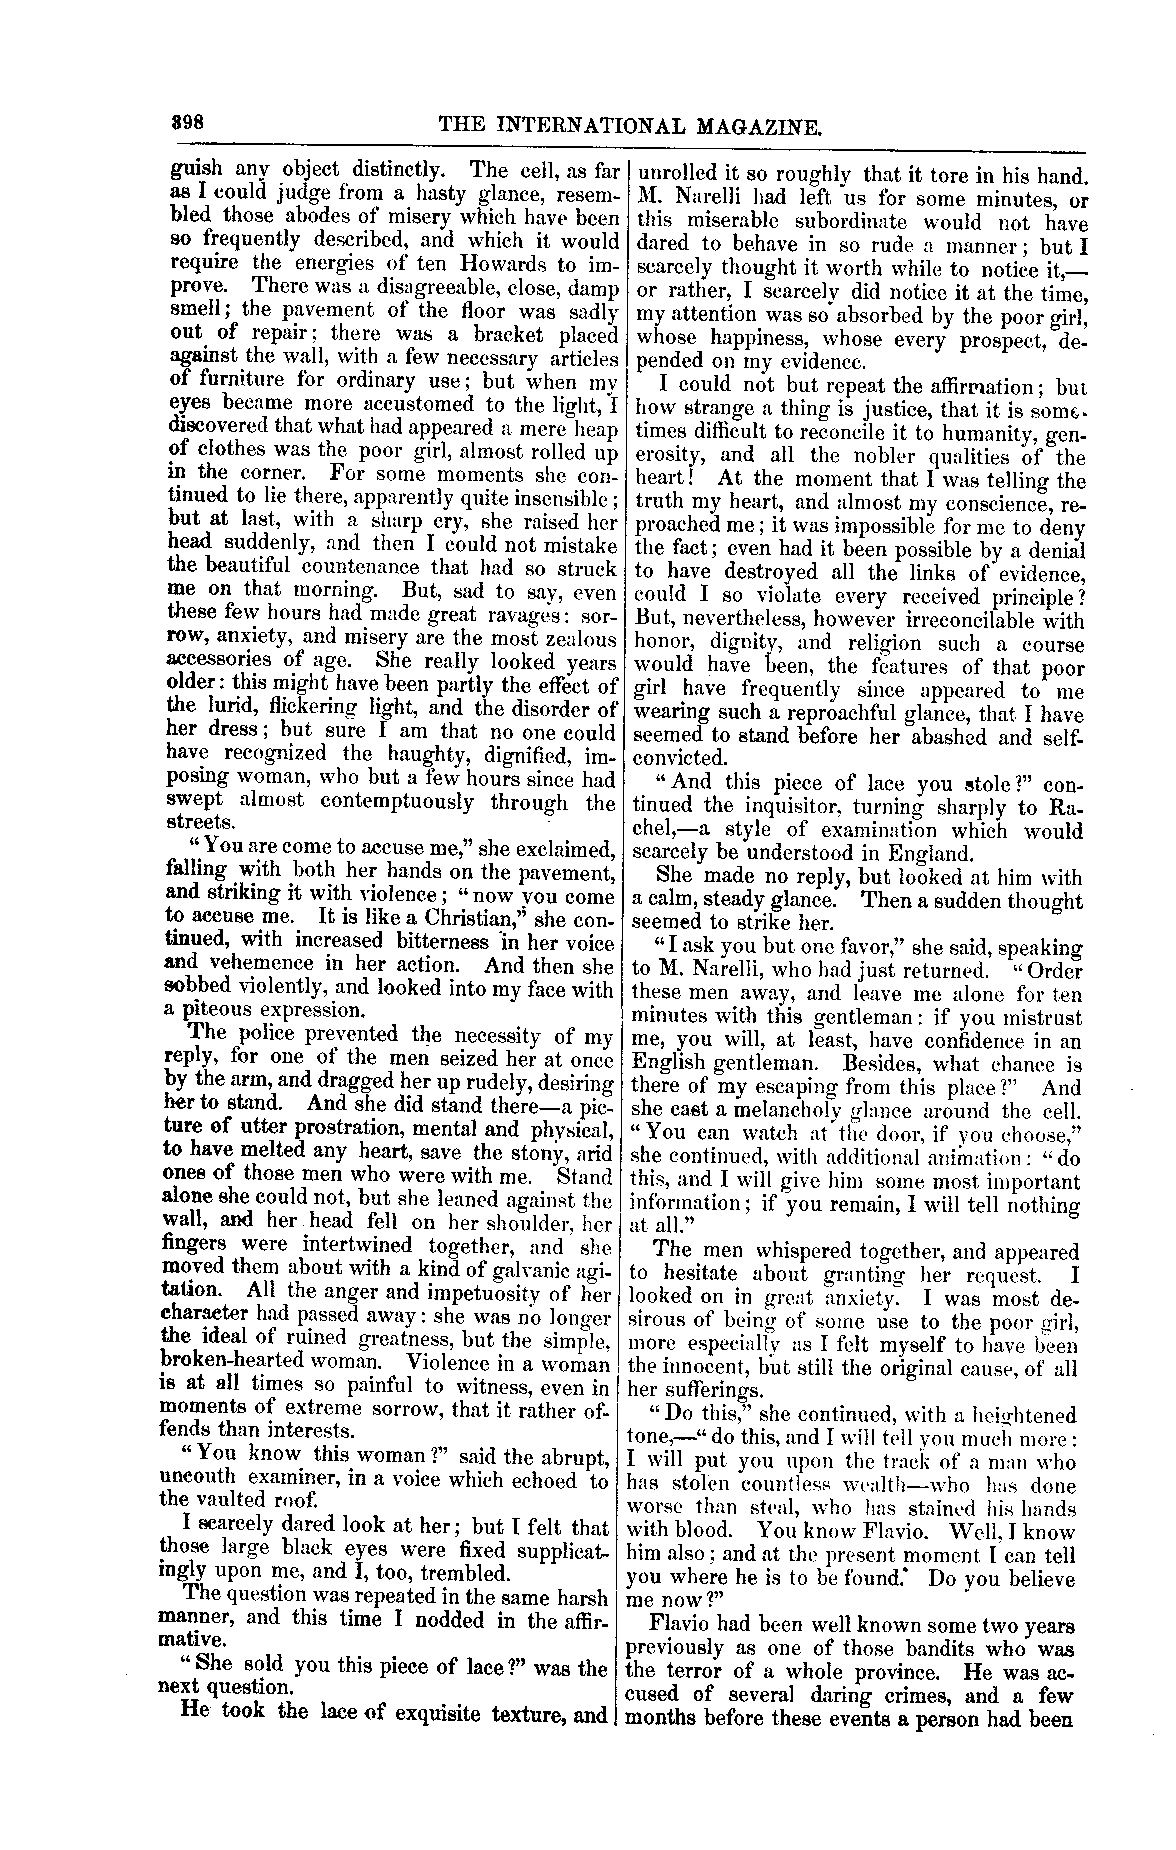 398 THE INTERNATIONAL MAGAZINE.
guish any object distinctly. The cell, as far
as I could judge from a hasty glance, resem-
bled those abodes of misery which have been
so frequently described, and which it would
require the energies of ten Howards to im-
prove. There was a disagreeable, close, damp
smell; the pavement of the floor was sadly
out of repair; there was a bracket placed
against the wall, with a few necessary articles
of furniture for ordinary use; but when my
eyes became more accustomed to the light, I
discovered that what had appeared a mere heap
of clothes was the poor girl, almost rolled up
in the corner. For some moments she con-
tinued to lie there, apparently quite insensible;
but at last, with a sharp cry, she raised her
head suddenly, and then I could not mistake
the beautiful countenance that had so struck
me on that morning. But, sad to say, even
these few hours had made great ravages: sor-
row, anxiety, and misery are the most zealous
accessories of age. She really looked years
older: this might have been partly the effect of
the lurid, flickering light, and the disorder of
her dress; but sure I am that no one could
have recognized the haughty, dignified, im-
posing woman, who but a few hours since had
swept almost contemptuously through the
streets.
"You are come to accuse me," she exclaimed,
falling with both her hands on the pavement,
and striking it with violence; "now you come
to accuse me. It is like a Christian," she con-
tinued, with increased bitterness in her voice
and vehemence in her action. And then she
sobbed violently, and looked into my face with
a piteous expression.
The police prevented the necessity of my
reply, for one of the men seized her at once
by the arm, and dragged her up rudely, desiring
her to stand. And she did stand there—a pic-
ture of utter prostration, mental and physical,
to have melted any heart, save the stony, arid
ones of those men who were with me. Stand
alone she could not, but she leaned against the
wall, and her head fell on her shoulder, her
fingers were intertwined together, and she
moved them about with a kind of galvanic agi-
tation. All the anger and impetuosity of her
character had passed away: she was no longer
the ideal of ruined greatness, but the simple,
broken-hearted woman. Violence in a woman
is at all times so painful to witness, even in
moments of extreme sorrow, that it rather of-
fends than interests.
"You know this woman?" said the abrupt,
uncouth examiner, in a voice which echoed to
the vaulted roof.
I scarcely dared look at her; but I felt that
those large black eyes were fixed supplicat-
ingly upon me, and I, too, trembled.
The question was repeated in the same harsh
manner, and this time I nodded in the affir-
mative.
"She sold you this piece of lace?" was the
next question.
He took the lace of exquisite texture, and
unrolled it so roughly that it tore in his hand.
M. Narelli had left us for some minutes, or
this miserable subordinate would not have
dared to behave in so rude a manner; but I
scarcely thought it worth while to notice it,—
or rather, I scarcely did notice it at the time,
my attention was so absorbed by the poor girl,
whose happiness, whose every prospect, de-
pended on my evidence.
I could not but repeat the affirmation; but
how strange a thing is justice, that it is some-
times difficult to reconcile it to humanity, gen-
erosity, and all the nobler qualities of the
heart! At the moment that I was telling the
truth my heart, and almost my conscience, re-
proached me; it was impossible for me to deny
the fact; even had it been possible by a denial
to have destroyed all the links of evidence,
could I so violate every received principle?
But, nevertheless, however irreconcilable with
honor, dignity, and religion such a course
would have been, the features of that poor
girl have frequently since appeared to me
wearing such a reproachful glance, that I have
seemed to stand before her abashed and self-
convicted.
"And this piece of lace you stole?" con-
tinued the inquisitor, turning sharply to Ra-
chel,—a style of examination which would
scarcely be understood in England.
She made no reply, but looked at him with
a calm, steady glance. Then a sudden thought
seemed to strike her.
"I ask you but one favor," she said, speaking
to M. Narelli, who had just returned. "Order
these men away, and leave me alone for ten
minutes with this gentleman: if you mistrust
me, you will, at least, have confidence in an
English gentleman. Besides, what chance is
there of my escaping from this place?" And
she cast a melancholy glance around the cell.
"You can watch at the door, if you choose,"
she continued, with additional animation: "do
this, and I will give him some most important
information; if you remain, I will tell nothing
at all."
The men whispered together, and appeared
to hesitate about granting her request. I
looked on in great anxiety. I was most de-
sirous of being of some use to the poor girl,
more especially as I felt myself to have been
the innocent, but still the original cause, of all
her sufferings.
"Do this," she continued, with a heightened
tone,—"do this, and I will tell you much more:
I will put you upon the track of a man who
has stolen countless wealth—who has done
worse than steal, who has stained his hands
with blood. You know Flavio. Well, I know
him also; and at the present moment I can tell
you where he is to be found. Do you believe
me now?"
Flavio had been well known some two years
previously as one of those bandits who was
the terror of a whole province. He was ac-
cused of several daring crimes, and a few
months before these events a person had been